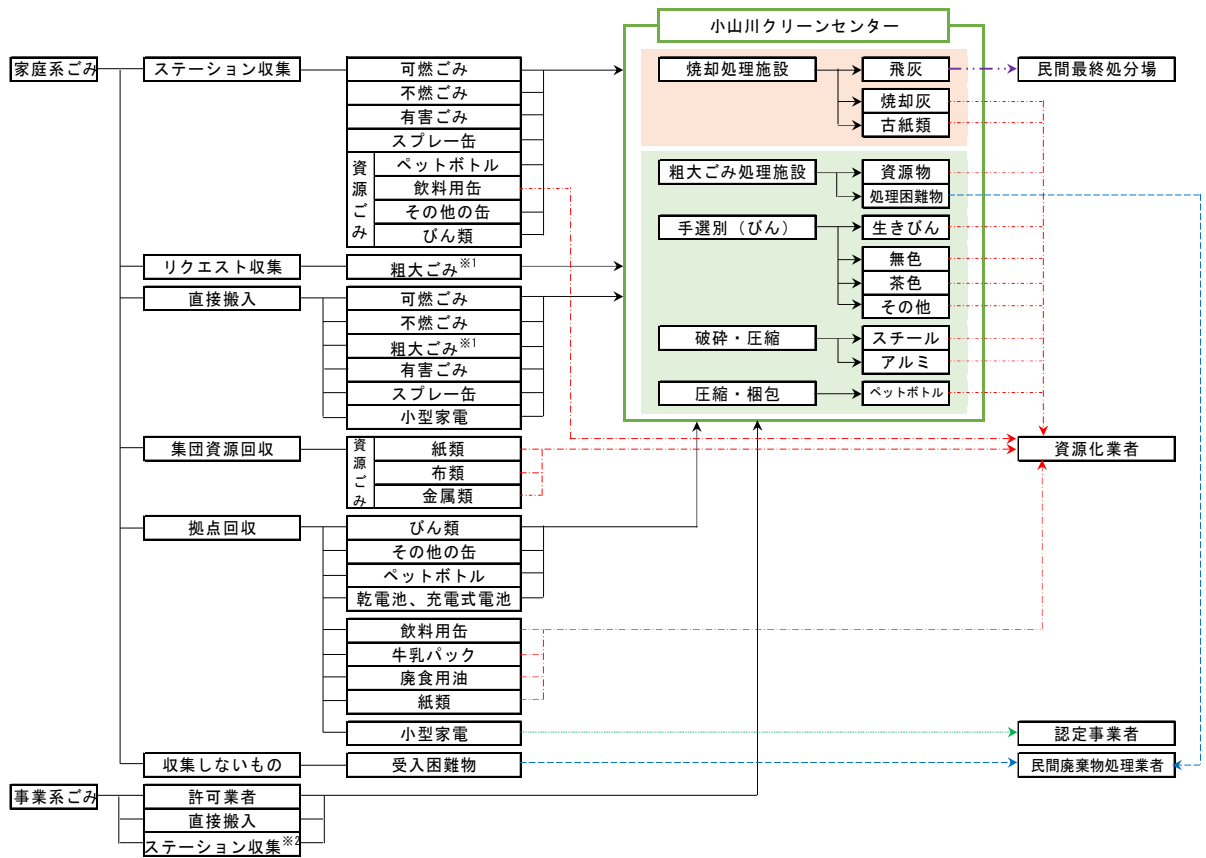 小山川クリーンセンター
家庭系ごみ
ステーション収集
可燃ごみ
不燃ごみ
有害ごみ
スプレー缶
資源ごみ
ペットボトル
飲料用缶
その他の缶
びん類
リクエスト収集
粗大ごみ※1
直接搬入
可燃ごみ
不燃ごみ
粗大ごみ※1
有害ごみ
スプレー缶
小型家電
集団資源回収
資源ごみ
紙類
布類
金属類
拠点回収
びん類
その他の缶
ペットボトル
乾電池、充電式電池
飲料用缶
牛乳パック
廃食用油
紙類
小型家電
収集しないもの
受入困難物
事業系ごみ
許可業者
直接搬入
ステーション収集※2
焼却処理施設
飛灰
焼却灰
古紙類
粗大ごみ処理施設
資源物
処理困難物
手選別（びん）
生きびん
無色
茶色
その他
破砕・圧縮
スチール
アルミ
圧縮・梱包
ペットボトル
民間最終処分場
資源化業者
認定事業者
民間廃棄物処理業者